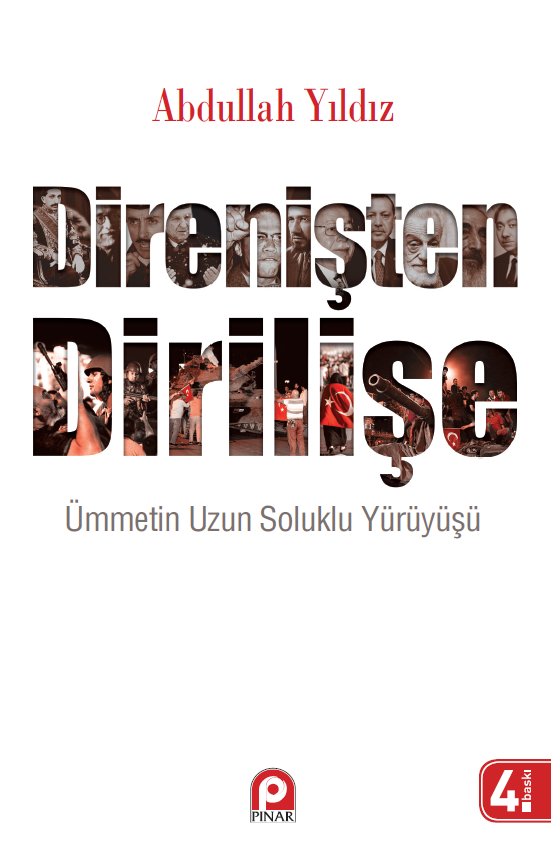 Abdullah Yıldız
Direnişten
Dirilişe
Ümmetin Uzun Soluklu Yürüyüşü
PINAR
4.
baskı